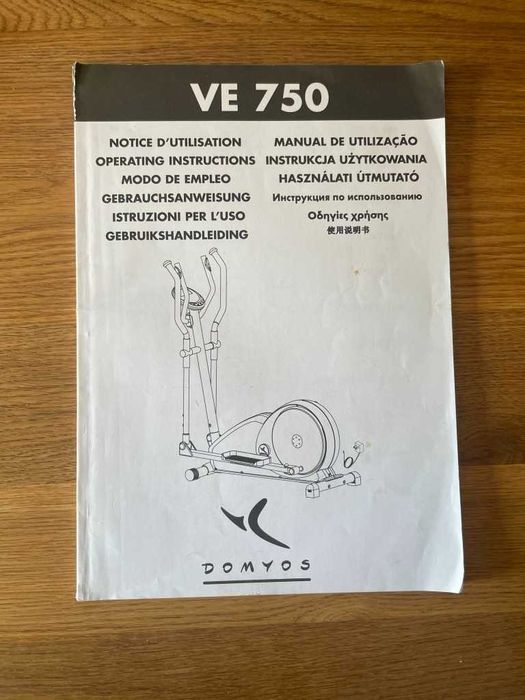 VE 750
NOTICE D'UTILISATION
OPERATING INSTRUCTIONS
MODO DE EMPLEO
GEBRAUCHSANWEISUNG
ISTRUZIONI PER L'USO
GEBRUIKSHANDLEIDING
MANUAL DE UTILIZAÇÃO
INSTRUKCJA UŻYTKOWANIA
HASZNÁLATI ÚTMUTATÓ
Инструкция по использованию
Οδηγίες χρήσης
使用说明书
DOMYOS